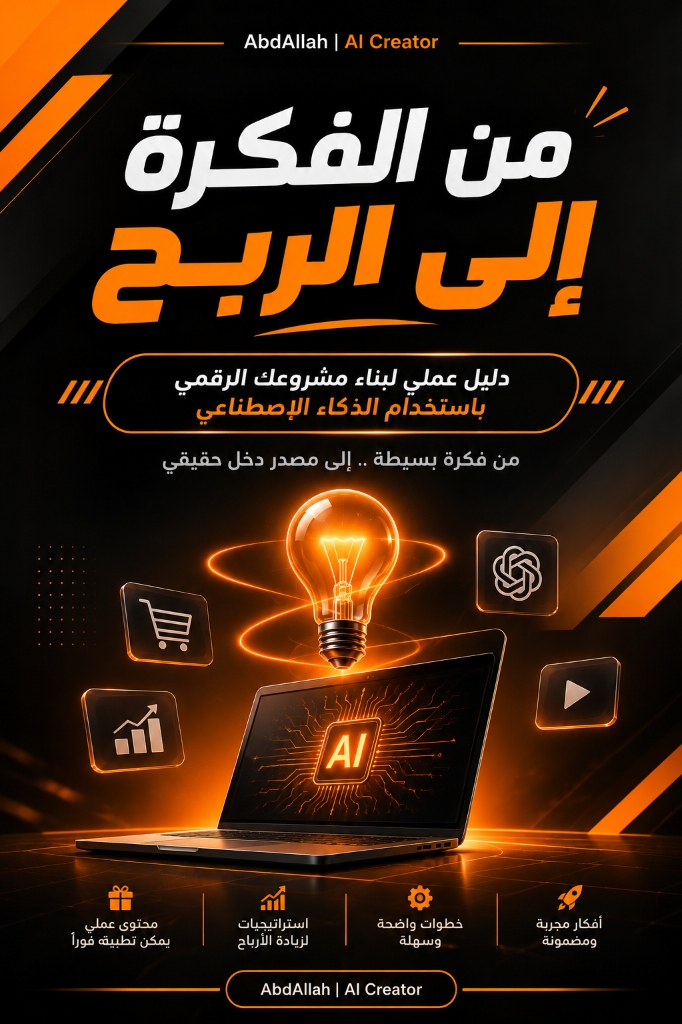 AbdAllah | AI Creator
من الفكرة
إلى الربح
دليل عملي لبناء مشروعك الرقمي
باستخدام الذكاء الإصطناعي
من فكرة بسيطة .. إلى مصدر دخل حقيقي
AI
أفكار مجربة
ومضمونة
خطوات واضحة
وسهلة
استراتيجيات
لزيادة الأرباح
محتوى عملي
يمكن تطبيقه فوراً
AbdAllah | AI Creator